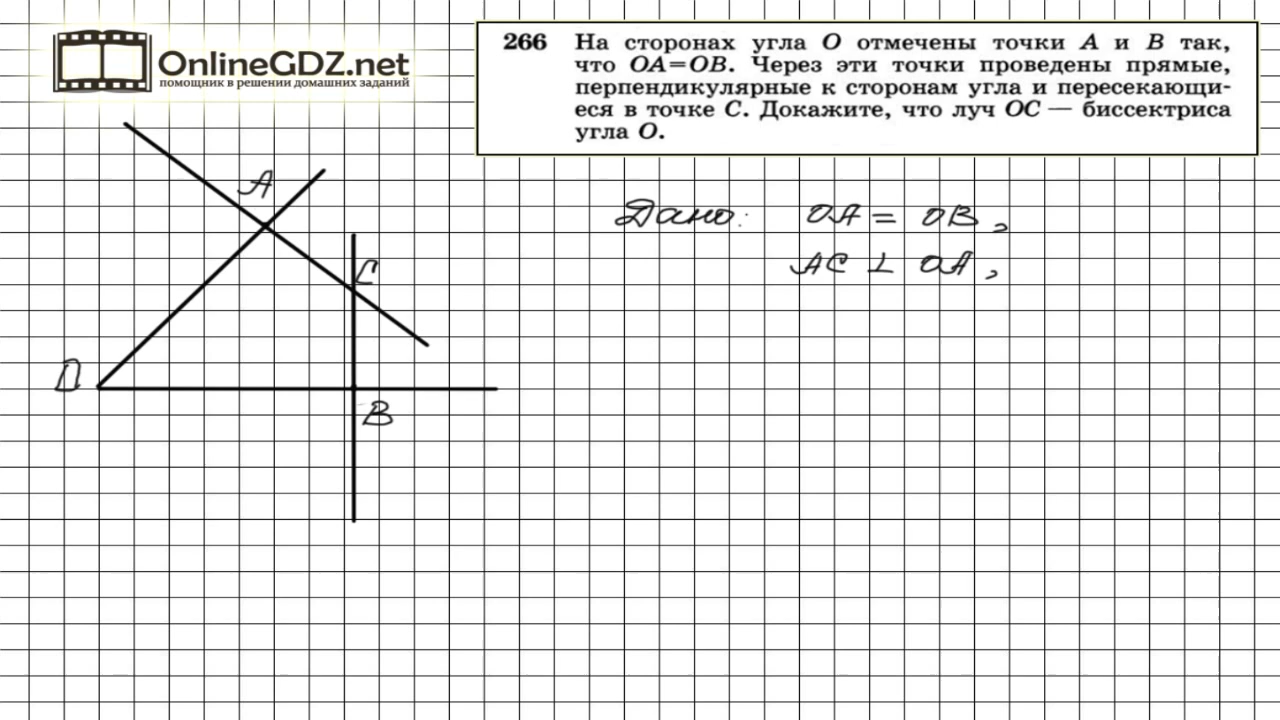 OnlineGDZ.net
помощник в решении домашних заданий
266 На сторонах угла O отмечены точки A и B так,
что OA=OB. Через эти точки проведены прямые,
перпендикулярные к сторонам угла и пересекающи-
еся в точке C. Докажите, что луч OC — биссектриса
угла O.
A
C
O
B
Дано: OA = OB,
AC ⊥ OA,